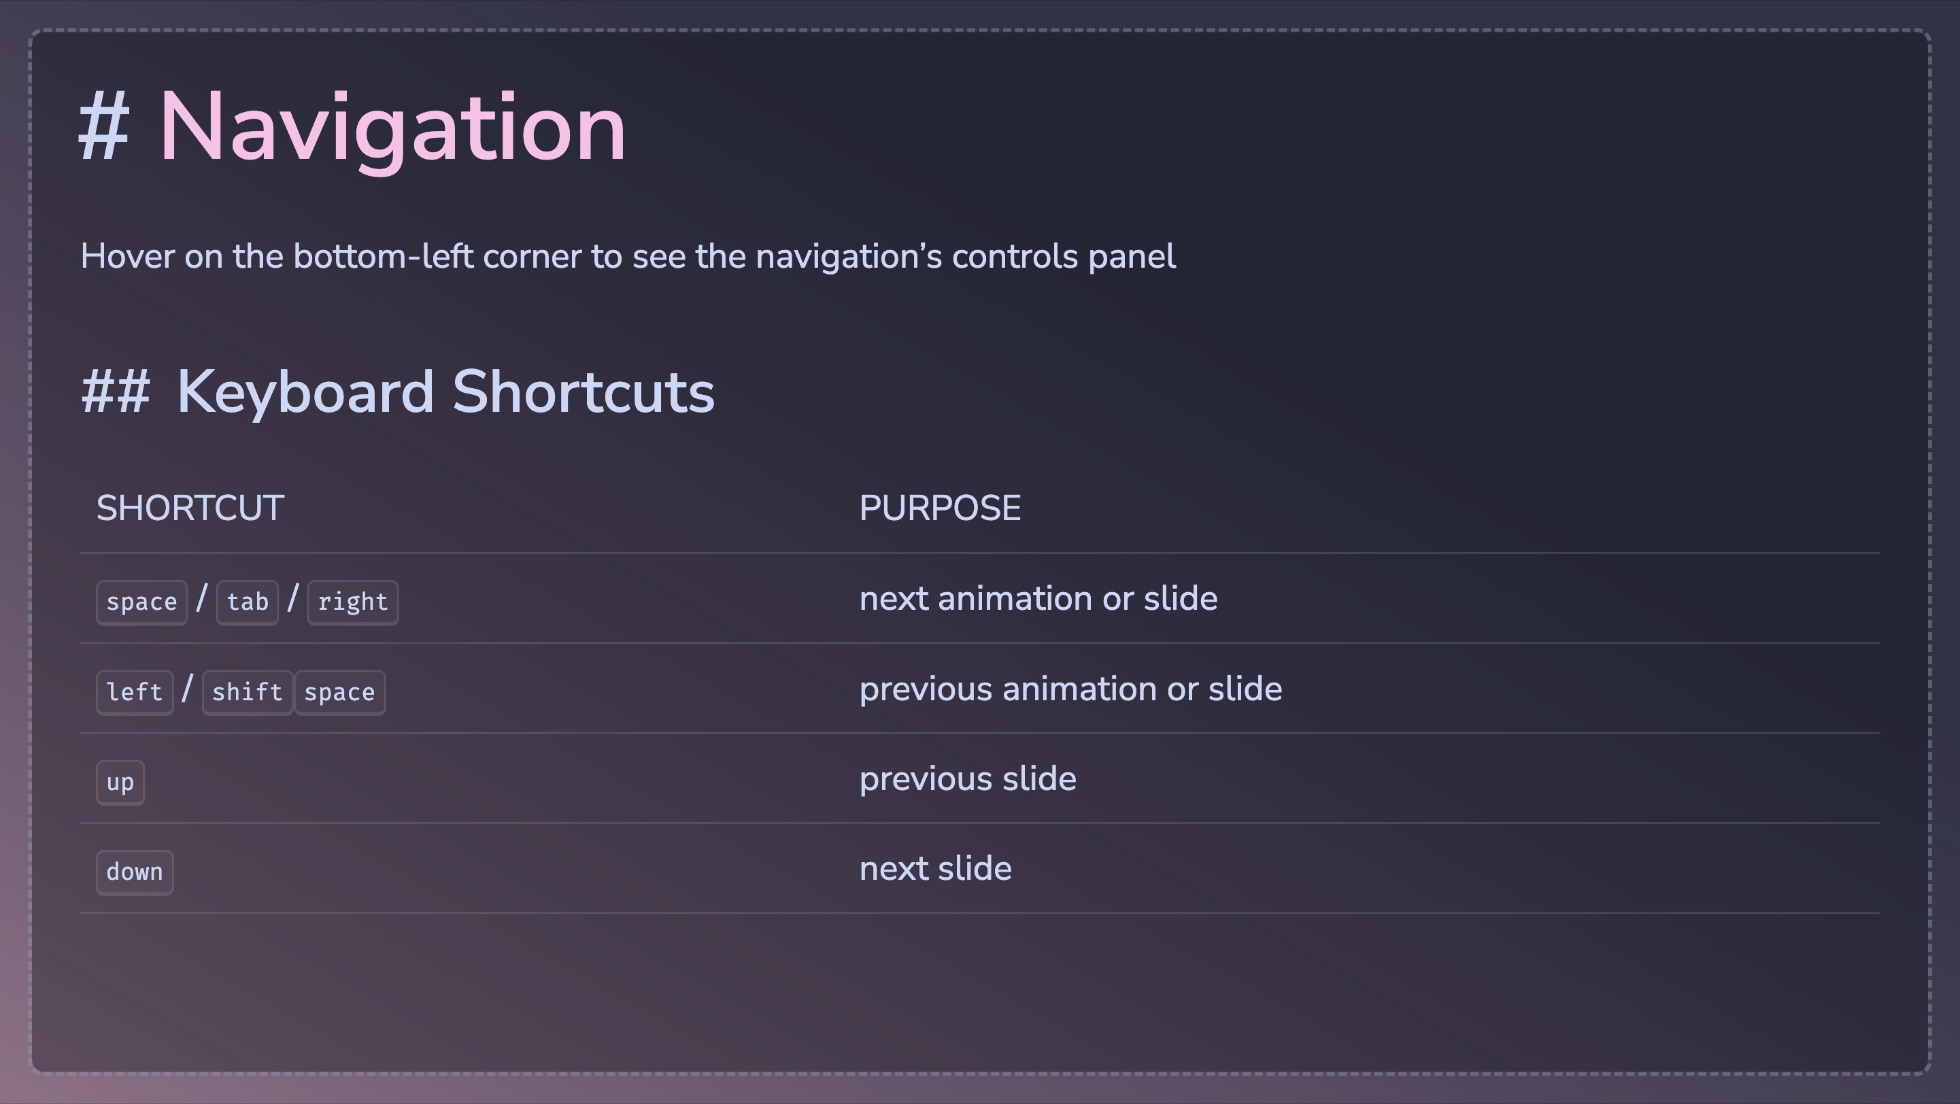 # Navigation
Hover on the bottom-left corner to see the navigation’s controls panel
## Keyboard Shortcuts
SHORTCUT PURPOSE
space / tab / right next animation or slide
left / shift space previous animation or slide
up previous slide
down next slide